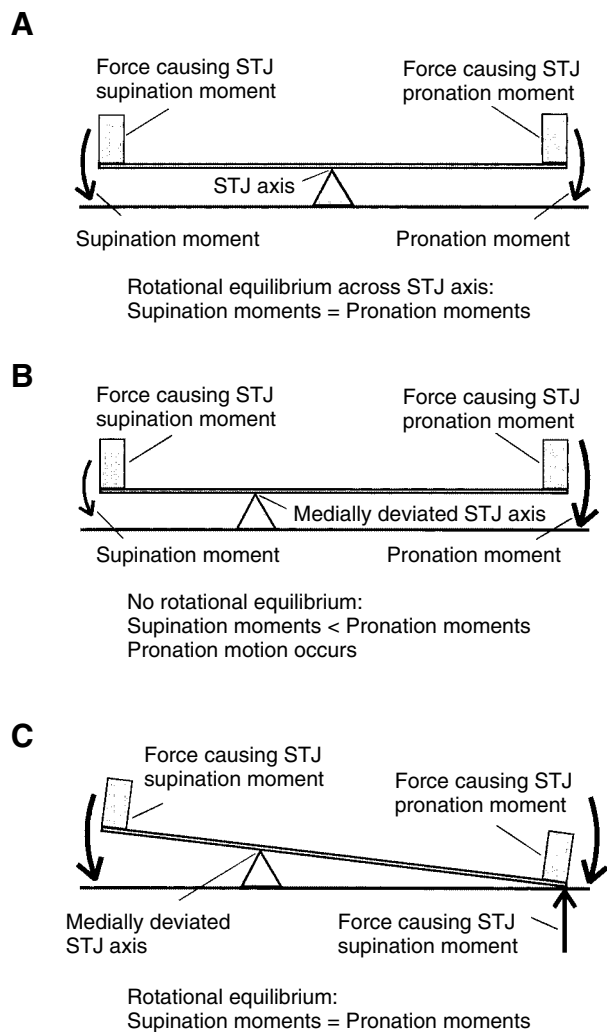 A
Force causing STJ
supination moment
Force causing STJ
pronation moment
STJ axis
Supination moment
Pronation moment
Rotational equilibrium across STJ axis:
Supination moments = Pronation moments
B
Force causing STJ
supination moment
Force causing STJ
pronation moment
Medially deviated STJ axis
Supination moment
Pronation moment
No rotational equilibrium:
Supination moments < Pronation moments
Pronation motion occurs
C
Force causing STJ
supination moment
Force causing STJ
pronation moment
Medially deviated
STJ axis
Force causing STJ
supination moment
Rotational equilibrium:
Supination moments = Pronation moments